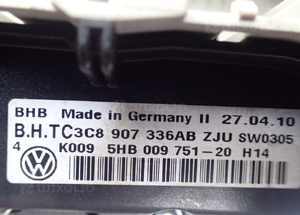 BHB Made in Germany II 27.04.10
B.H.TC3C8 907 336AB ZJU SW0305
4 K009 5HB 009 751-20 H14